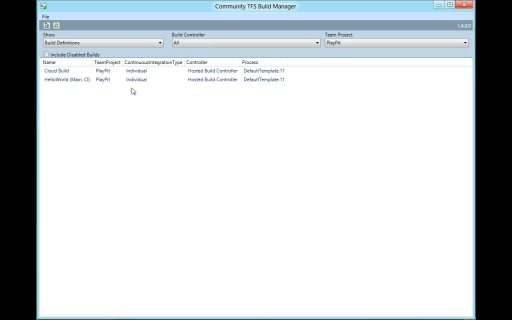 Community TFS Build Manager
File
1.4.0.0
Show Build Controller Team Project
Build Definitions All PlayPit
Include Disabled Builds
Name TeamProject ContinuousIntegrationType Controller Process
Cloud Build PlayPit Individual Hosted Build Controller DefaultTemplate.11
HelloWorld (Main, CI) PlayPit Individual Hosted Build Controller DefaultTemplate.11